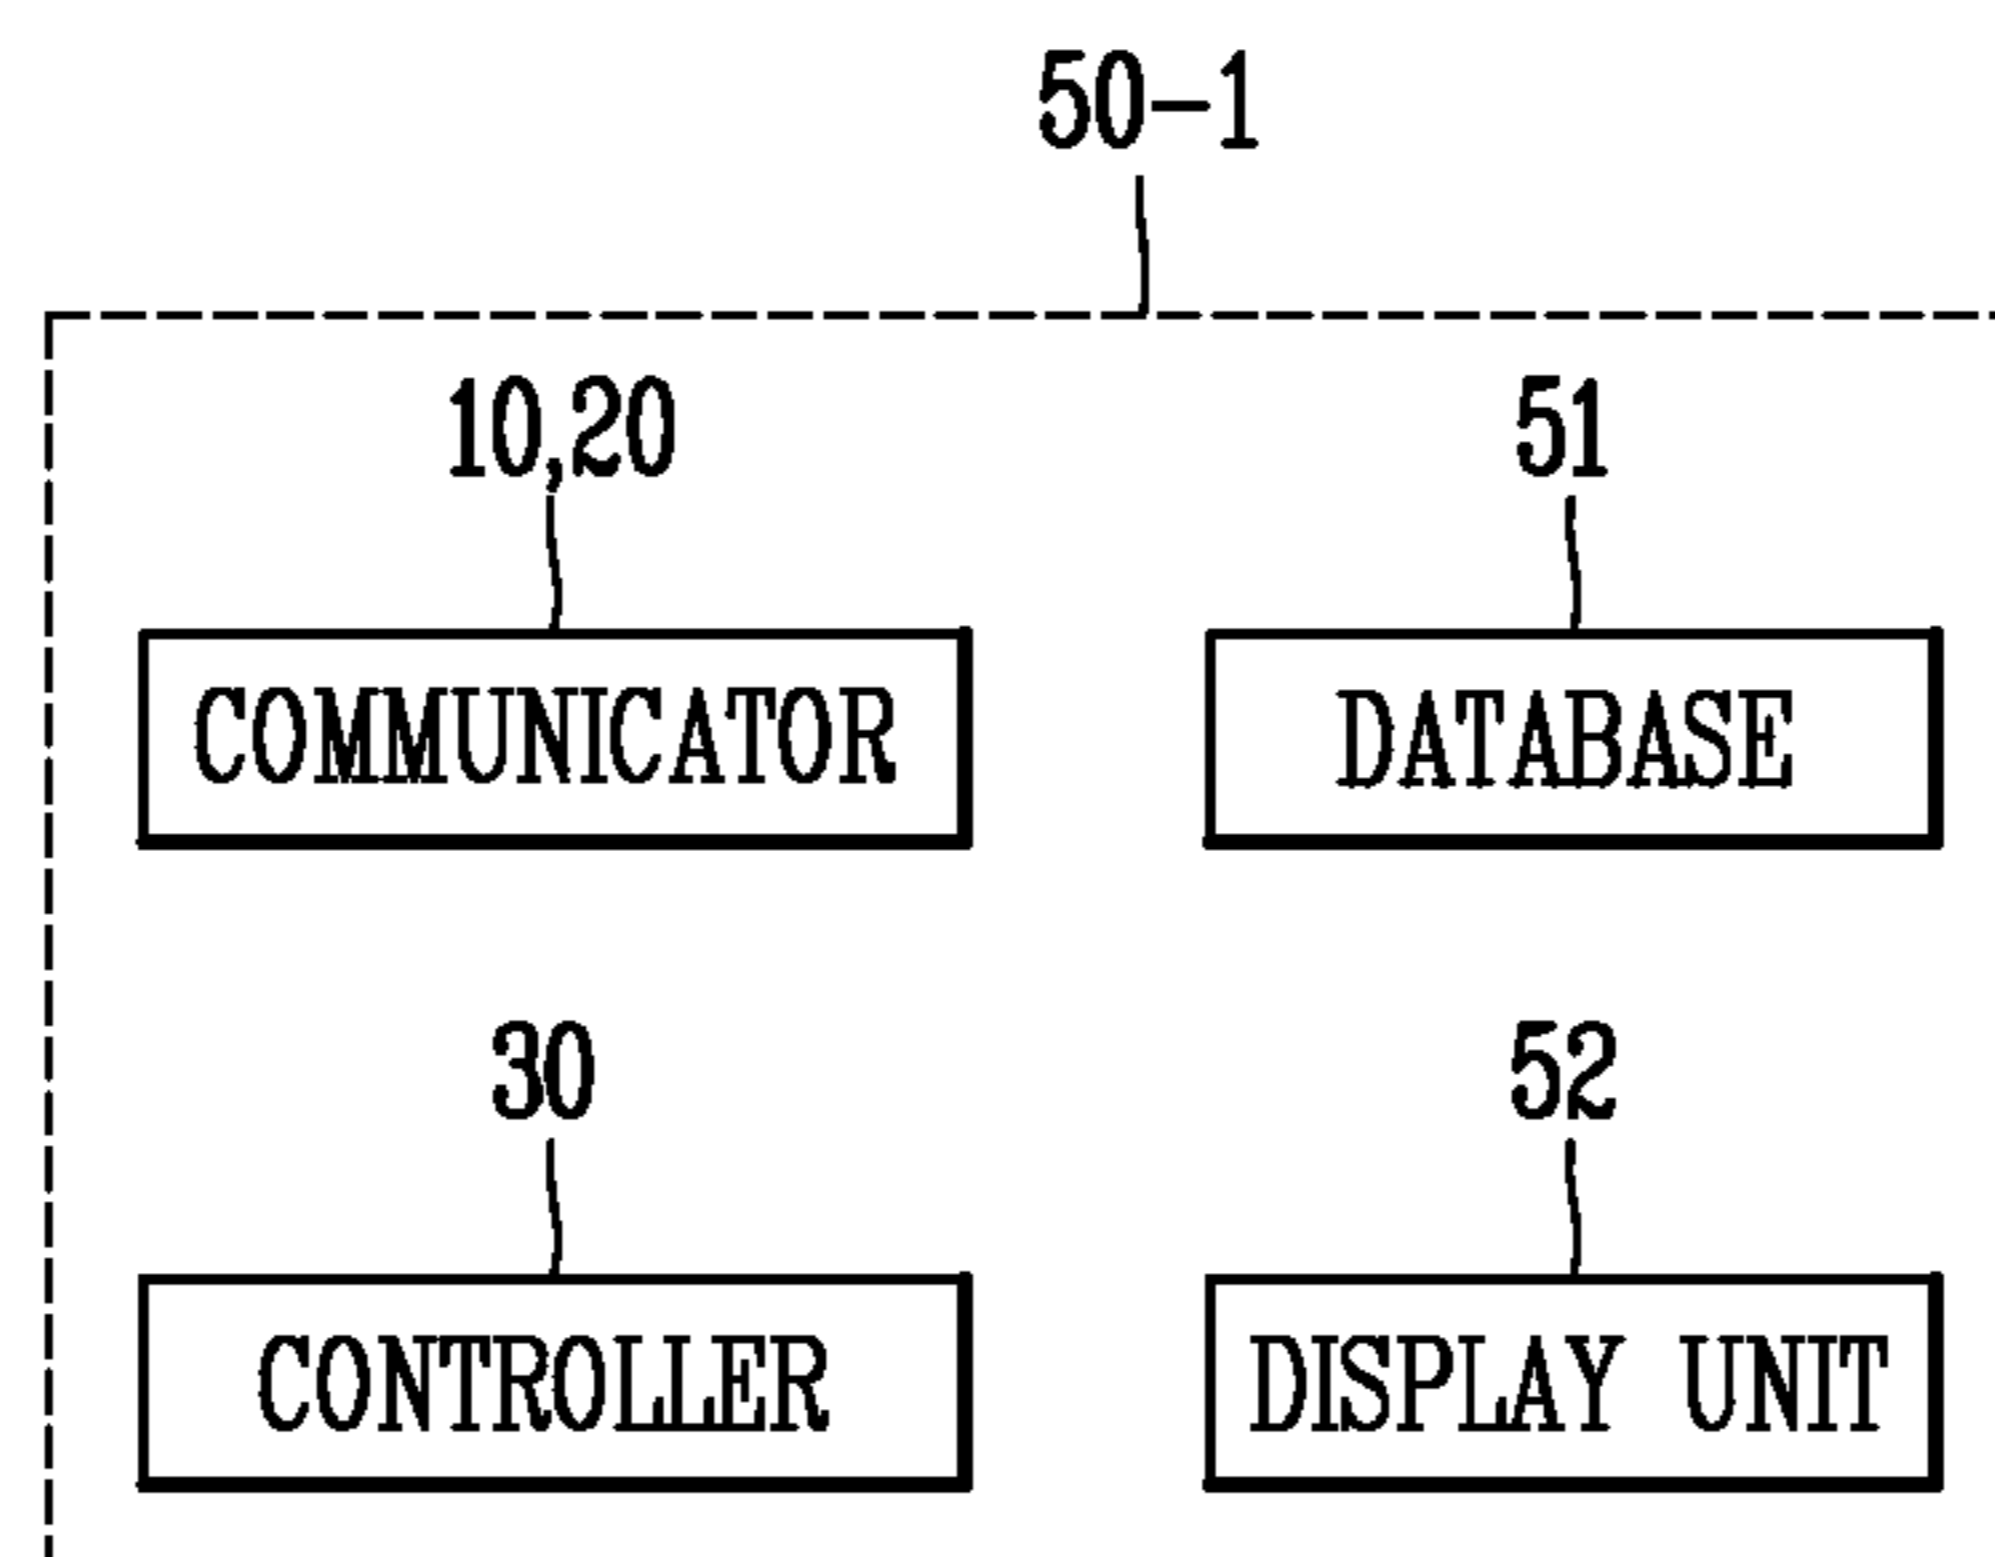 50-1
10,20
51
COMMUNICATOR
DATABASE
30
52
CONTROLLER
DISPLAY UNIT